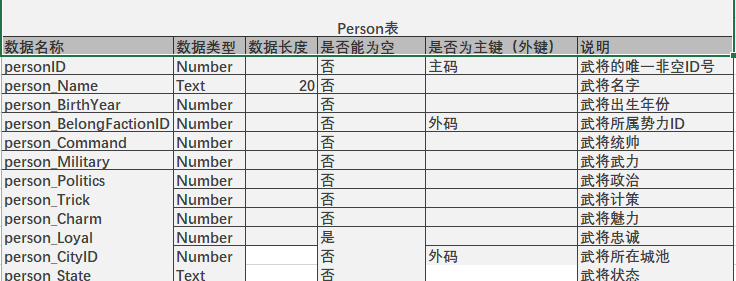 Person表
数据名称 数据类型 数据长度 是否能为空 是否为主键（外键） 说明
personID Number 否 主码 武将的唯一非空ID号
person_Name Text 20 否 武将名字
person_BirthYear Number 否 武将出生年份
person_BelongFactionID Number 否 外码 武将所属势力ID
person_Command Number 否 武将统帅
person_Military Number 否 武将武力
person_Politics Number 否 武将政治
person_Trick Number 否 武将计策
person_Charm Number 否 武将魅力
person_Loyal Number 是 武将忠诚
person_CityID Number 否 外码 武将所在城池
person_State Text 否 武将状态